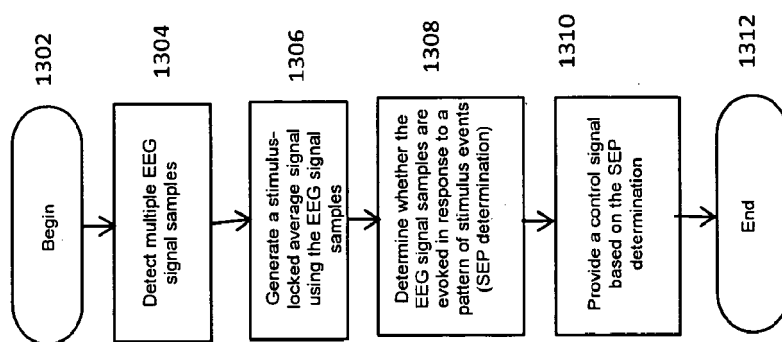 1302
Begin
1304
Detect multiple EEG
signal samples
1306
Generate a stimulus-
locked average signal
using the EEG signal
samples
1308
Determine whether the
EEG signal samples are
evoked in response to a
pattern of stimulus events
(SEP determination)
1310
Provide a control signal
based on the SEP
determination
1312
End